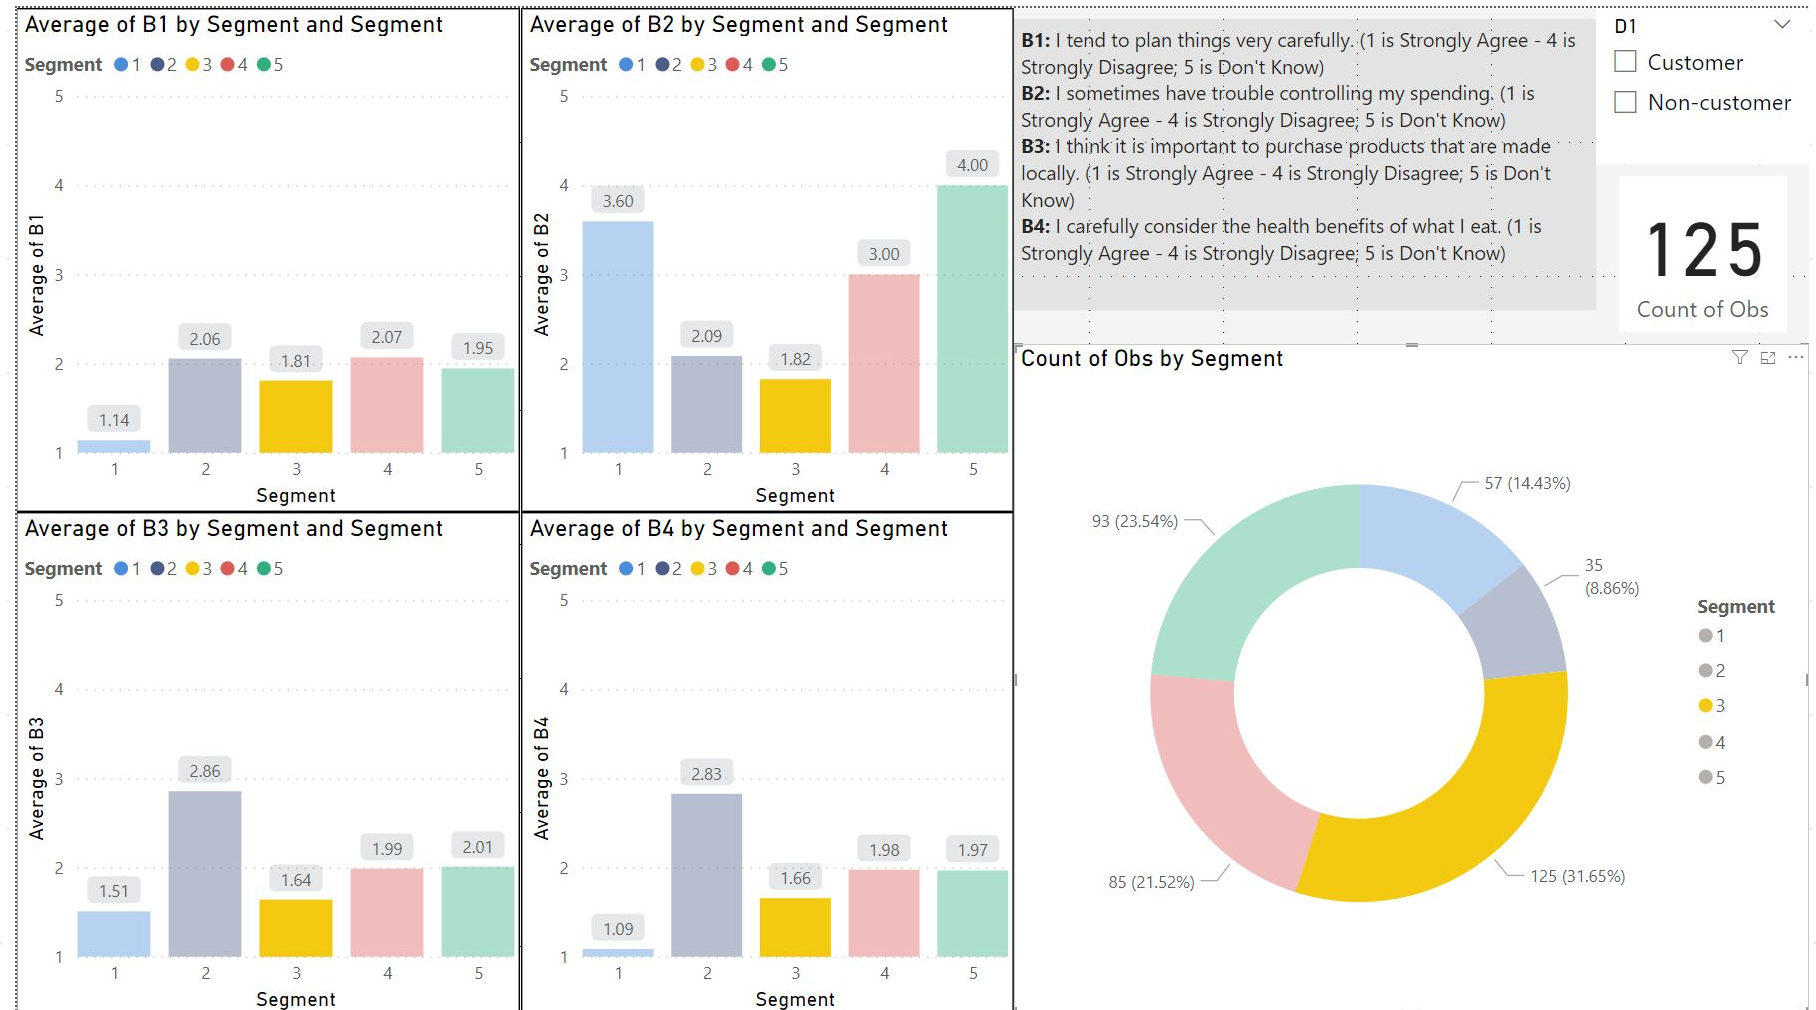 Average of B1 by Segment and Segment
Segment 1 2 3 4 5
5
4
3
2
1
Average of B1
1.14
2.06
1.81
2.07
1.95
1 2 3 4 5
Segment
Average of B2 by Segment and Segment
Segment 1 2 3 4 5
5
4
3
2
1
Average of B2
3.60
2.09
1.82
3.00
4.00
1 2 3 4 5
Segment
B1: I tend to plan things very carefully. (1 is Strongly Agree - 4 is
Strongly Disagree; 5 is Don't Know)
B2: I sometimes have trouble controlling my spending. (1 is
Strongly Agree - 4 is Strongly Disagree; 5 is Don't Know)
B3: I think it is important to purchase products that are made
locally. (1 is Strongly Agree - 4 is Strongly Disagree; 5 is Don't
Know)
B4: I carefully consider the health benefits of what I eat. (1 is
Strongly Agree - 4 is Strongly Disagree; 5 is Don't Know)
D1
Customer
Non-customer
125
Count of Obs
Average of B3 by Segment and Segment
Segment 1 2 3 4 5
5
4
3
2
1
Average of B3
1.51
2.86
1.64
1.99
2.01
1 2 3 4 5
Segment
Average of B4 by Segment and Segment
Segment 1 2 3 4 5
5
4
3
2
1
Average of B4
1.09
2.83
1.66
1.98
1.97
1 2 3 4 5
Segment
Count of Obs by Segment
57 (14.43%)
35
(8.86%)
125 (31.65%)
85 (21.52%)
93 (23.54%)
Segment
1
2
3
4
5